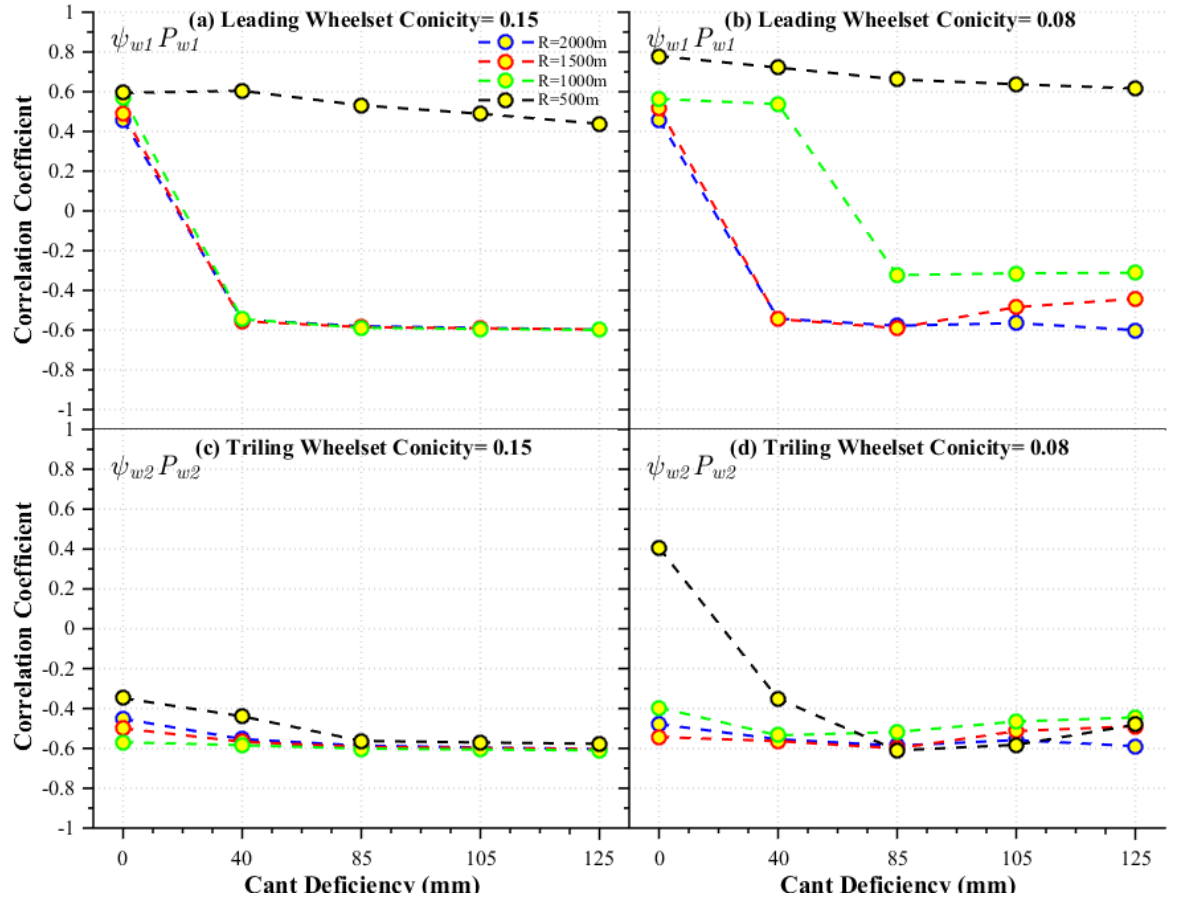 (a) Leading Wheelset Conicity= 0.15
ψw1 Pw1
R=2000m
R=1500m
R=1000m
R=500m
Correlation Coefficient
1
0.8
0.6
0.4
0.2
0
-0.2
-0.4
-0.6
-0.8
-1
(b) Leading Wheelset Conicity= 0.08
ψw1 Pw1
(c) Triling Wheelset Conicity= 0.15
ψw2 Pw2
Correlation Coefficient
1
0.8
0.6
0.4
0.2
0
-0.2
-0.4
-0.6
-0.8
-1
0 40 85 105 125
Cant Deficiency (mm)
(d) Triling Wheelset Conicity= 0.08
ψw2 Pw2
0 40 85 105 125
Cant Deficiency (mm)